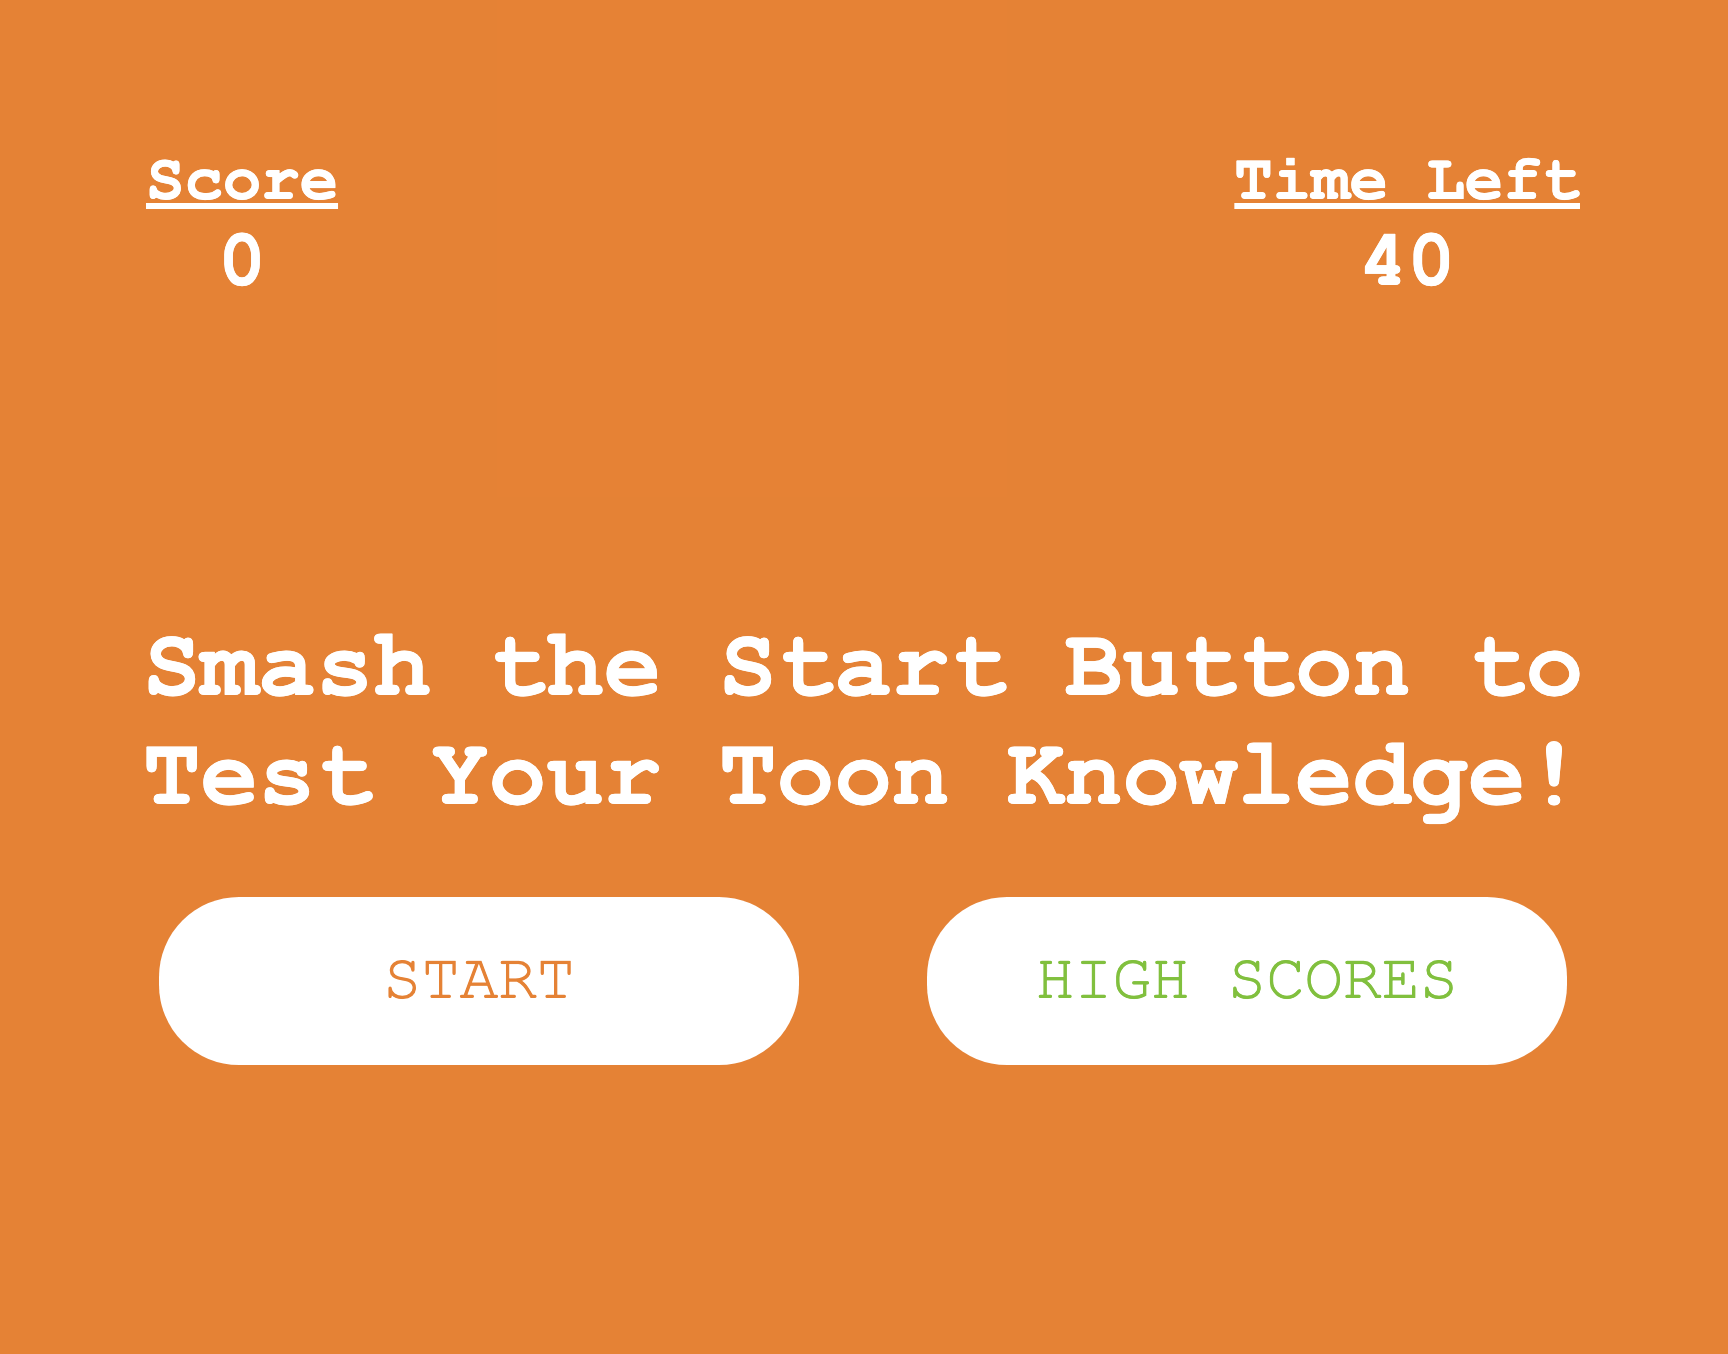 Score
0
Time Left
40
Smash the Start Button to
Test Your Toon Knowledge!
START
HIGH SCORES